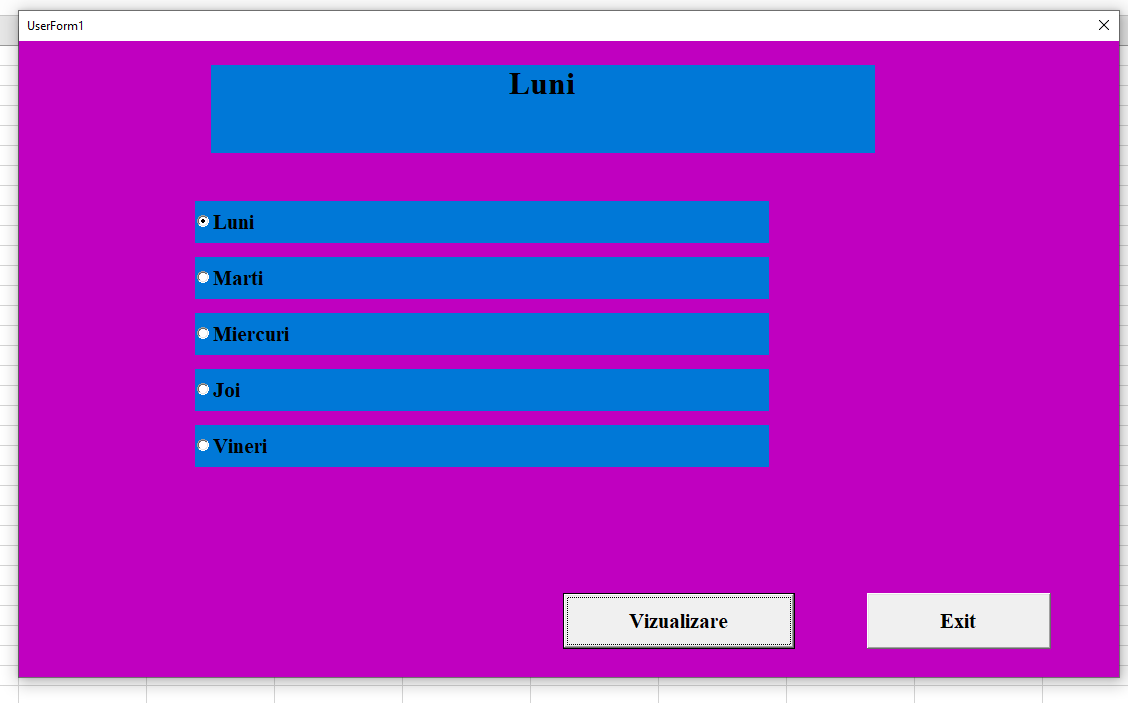 UserForm1
Luni
Luni
Marti
Miercuri
Joi
Vineri
Vizualizare
Exit